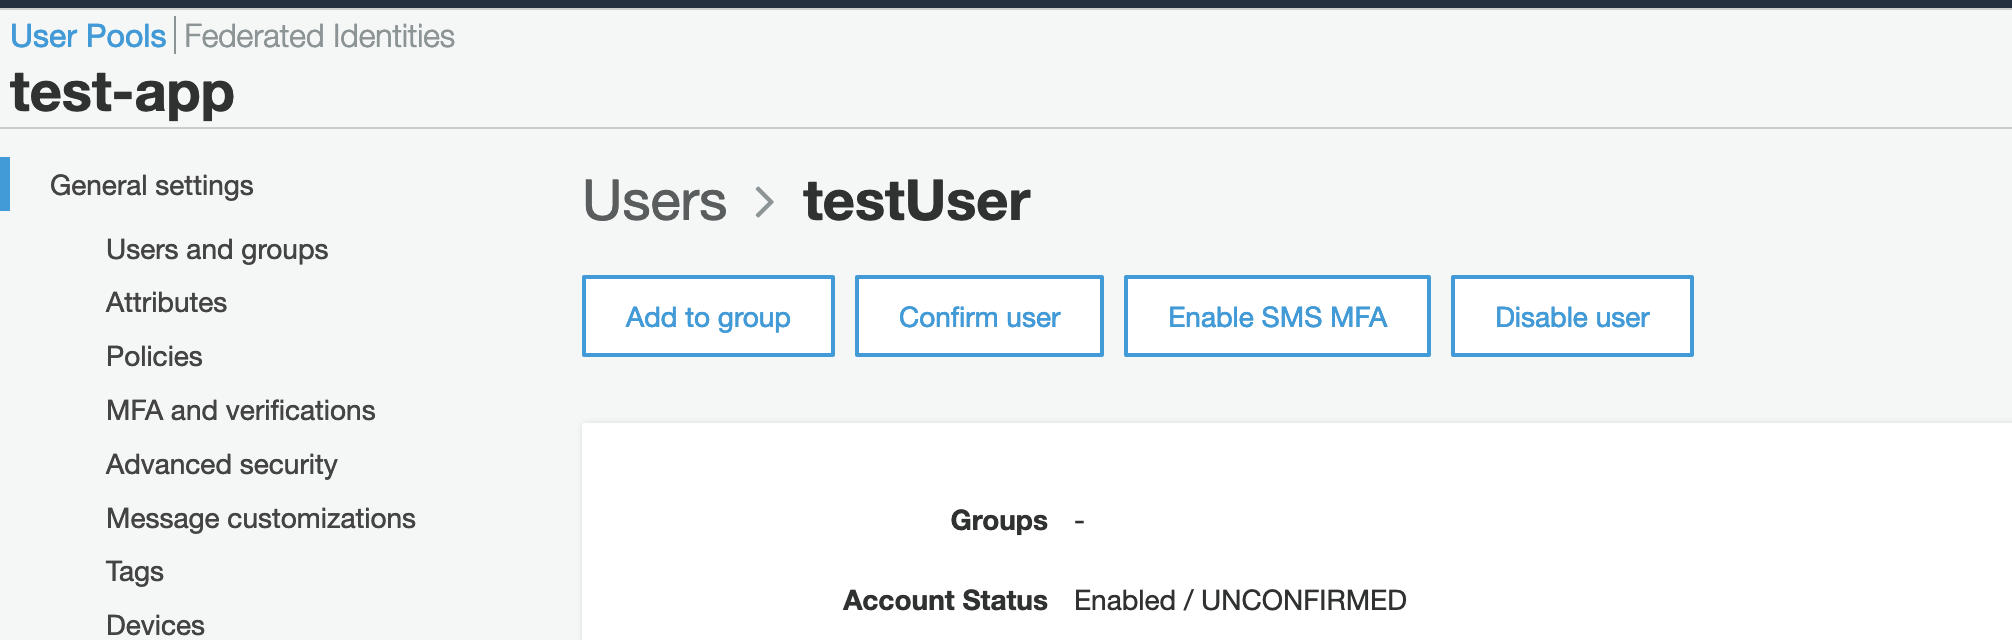 User Pools | Federated Identities
test-app
General settings
Users and groups
Attributes
Policies
MFA and verifications
Advanced security
Message customizations
Tags
Devices
Users > testUser
Add to group Confirm user Enable SMS MFA Disable user
Groups -
Account Status Enabled / UNCONFIRMED